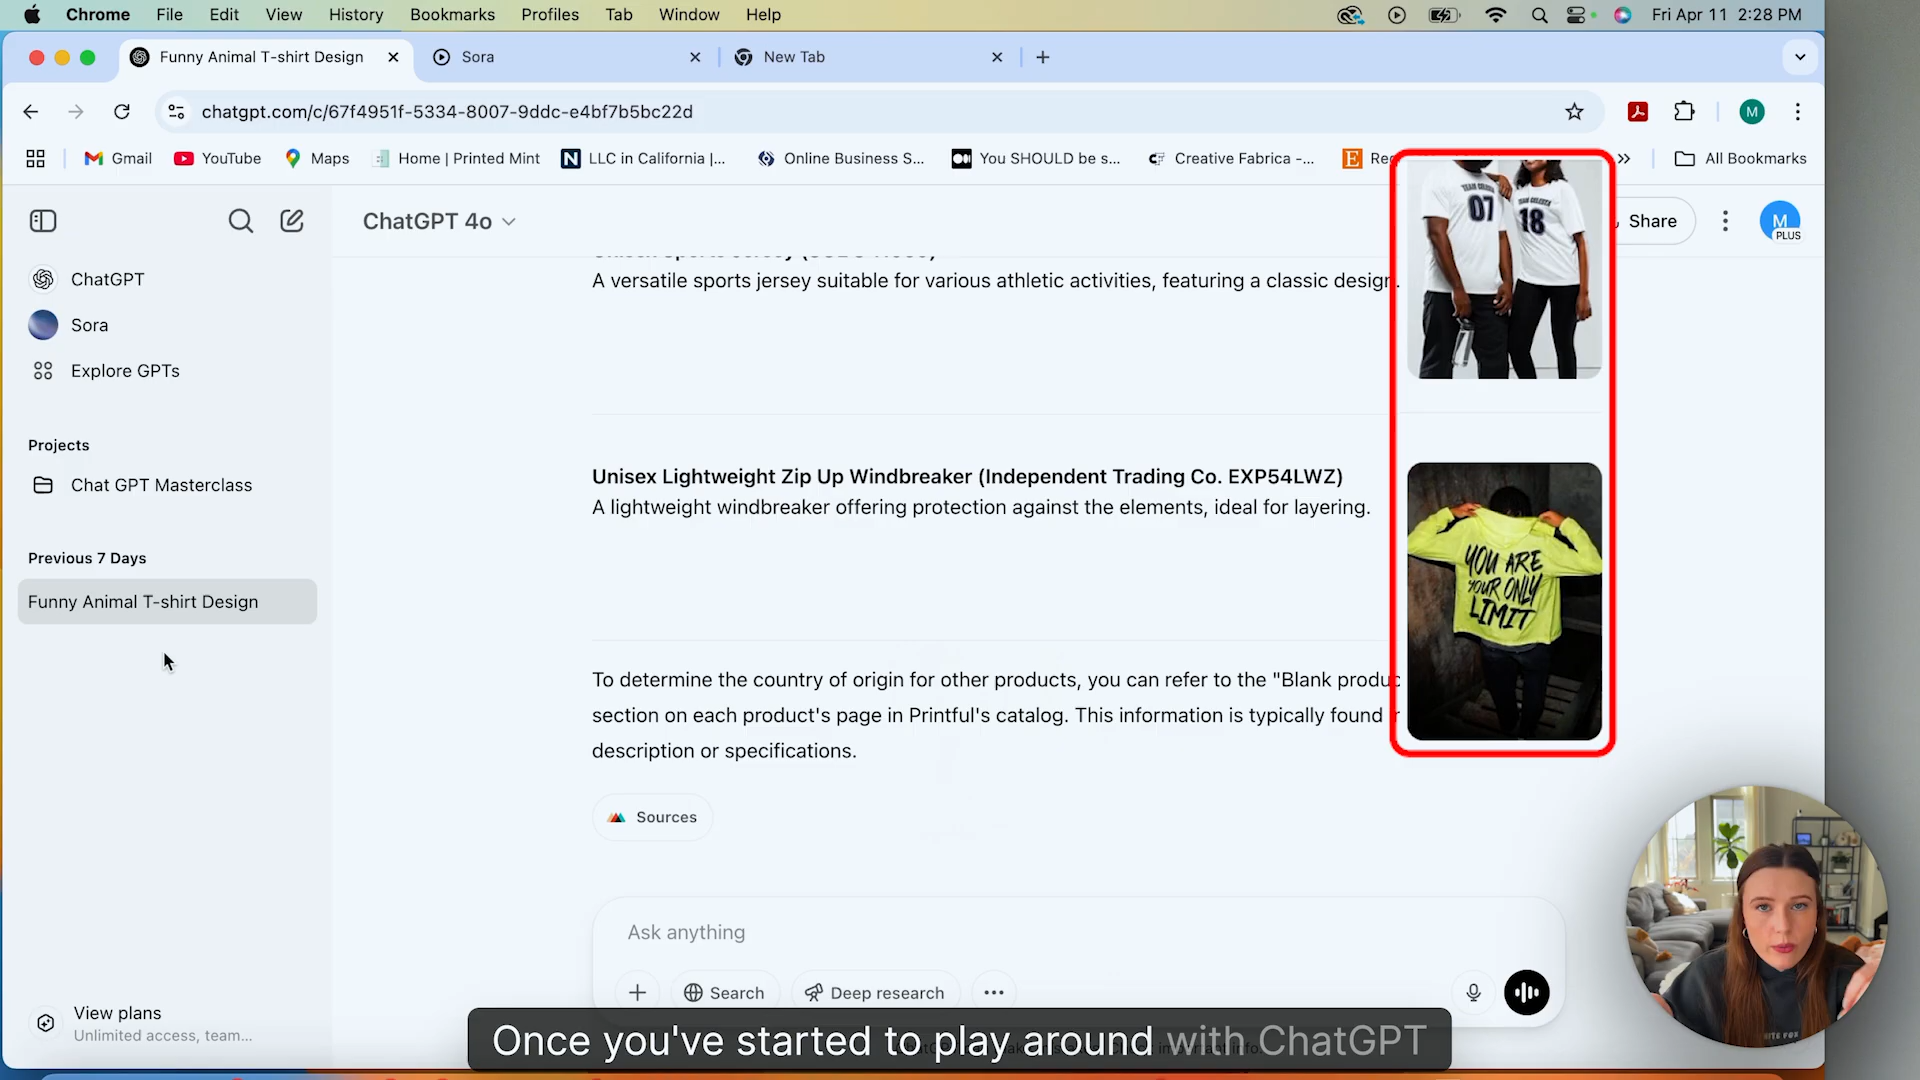 Chrome File Edit View History Bookmarks Profiles Tab Window Help
Fri Apr 11 2:28 PM
Funny Animal T-shirt Design
Sora
New Tab
chatgpt.com/c/67f4951f-5334-8007-9ddc-e4bf7b5bc22d
M
Gmail
YouTube
Maps
Home | Printed Mint
LLC in California |...
Online Business S...
You SHOULD be s...
Creative Fabrica -...
All Bookmarks
ChatGPT 4o
Share
M
PLUS
ChatGPT
Sora
Explore GPTs
Projects
Chat GPT Masterclass
Previous 7 Days
Funny Animal T-shirt Design
View plans
Unlimited access, team...
A versatile sports jersey suitable for various athletic activities, featuring a classic design.
07
18
Unisex Lightweight Zip Up Windbreaker (Independent Trading Co. EXP54LWZ)
A lightweight windbreaker offering protection against the elements, ideal for layering.
YOU ARE
YOUR ONLY
LIMIT
To determine the country of origin for other products, you can refer to the "Blank produc
section on each product's page in Printful's catalog. This information is typically found
description or specifications.
Sources
Ask anything
Search
Deep research
Once you've started to play around with ChatGPT